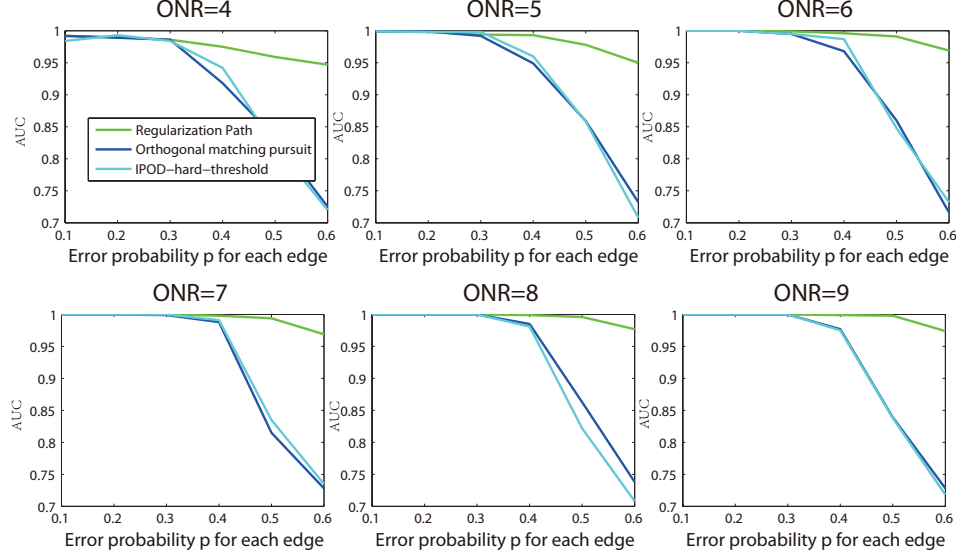 ONR=4
ONR=5
ONR=6
1
0.95
0.9
0.85
0.8
0.75
0.7
AUC
Regularization Path
Orthogonal matching pursuit
IPOD-hard-threshold
0.1 0.2 0.3 0.4 0.5 0.6
Error probability p for each edge
1
0.95
0.9
0.85
0.8
0.75
0.7
AUC
0.1 0.2 0.3 0.4 0.5 0.6
Error probability p for each edge
1
0.95
0.9
0.85
0.8
0.75
0.7
AUC
0.1 0.2 0.3 0.4 0.5 0.6
Error probability p for each edge
ONR=7
ONR=8
ONR=9
1
0.95
0.9
0.85
0.8
0.75
0.7
AUC
0.1 0.2 0.3 0.4 0.5 0.6
Error probability p for each edge
1
0.95
0.9
0.85
0.8
0.75
0.7
AUC
0.1 0.2 0.3 0.4 0.5 0.6
Error probability p for each edge
1
0.95
0.9
0.85
0.8
0.75
0.7
AUC
0.1 0.2 0.3 0.4 0.5 0.6
Error probability p for each edge